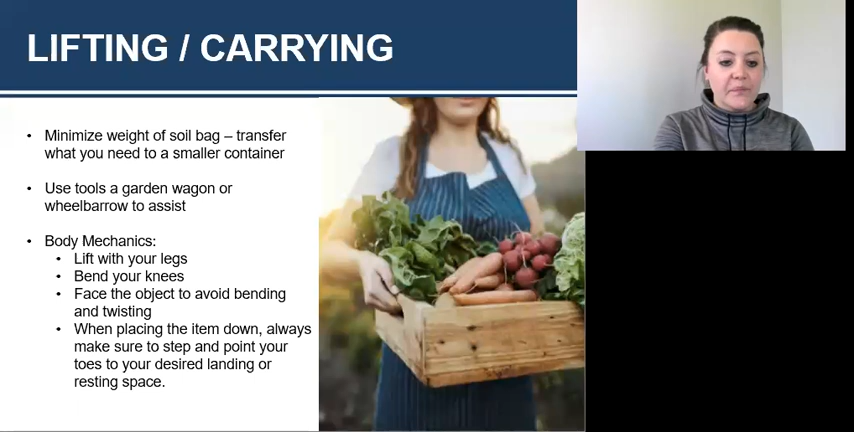 LIFTING / CARRYING
• Minimize weight of soil bag – transfer
what you need to a smaller container
• Use tools a garden wagon or
wheelbarrow to assist
• Body Mechanics:
• Lift with your legs
• Bend your knees
• Face the object to avoid bending
and twisting
• When placing the item down, always
make sure to step and point your
toes to your desired landing or
resting space.